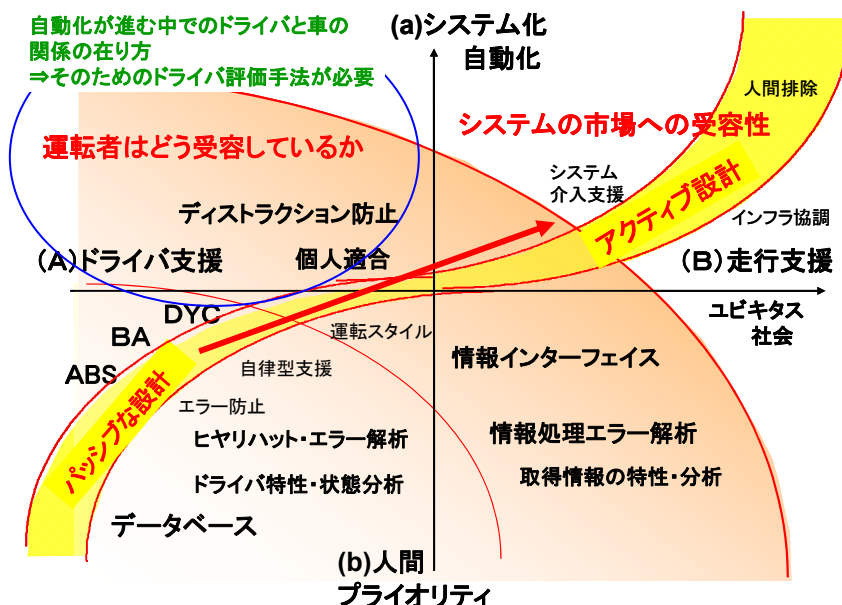 自動化が進む中でのドライバと車の
関係の在り方
⇒そのためのドライバ評価手法が必要
(a)システム化
自動化
人間排除
システムの市場への受容性
運転者はどう受容しているか
システム
介入支援
アクティブ設計
インフラ協調
ディストラクション防止
(A)ドライバ支援
個人適合
(B)走行支援
DYC
ユビキタス
社会
BA
運転スタイル
ABS
自律型支援
情報インターフェイス
パッシブな設計
エラー防止
ヒヤリハット・エラー解析
情報処理エラー解析
ドライバ特性・状態分析
取得情報の特性・分析
データベース
(b)人間
プライオリティ